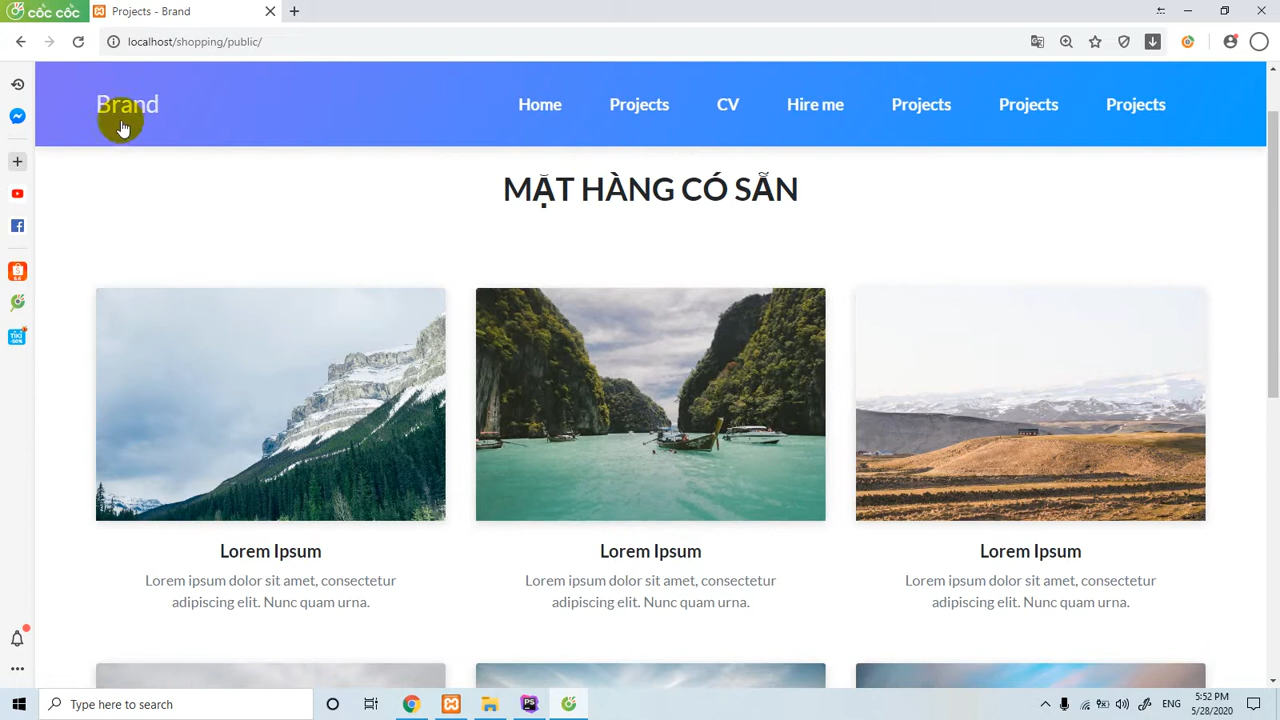 cốc cốc
Projects - Brand
localhost/shopping/public/
Brand
Home
Projects
CV
Hire me
Projects
Projects
Projects
MẶT HÀNG CÓ SẴN
Lorem Ipsum
Lorem ipsum dolor sit amet, consectetur
adipiscing elit. Nunc quam urna.
Lorem Ipsum
Lorem ipsum dolor sit amet, consectetur
adipiscing elit. Nunc quam urna.
Lorem Ipsum
Lorem ipsum dolor sit amet, consectetur
adipiscing elit. Nunc quam urna.
TIKI
Type here to search
PS
ENG
5:52 PM
5/28/2020